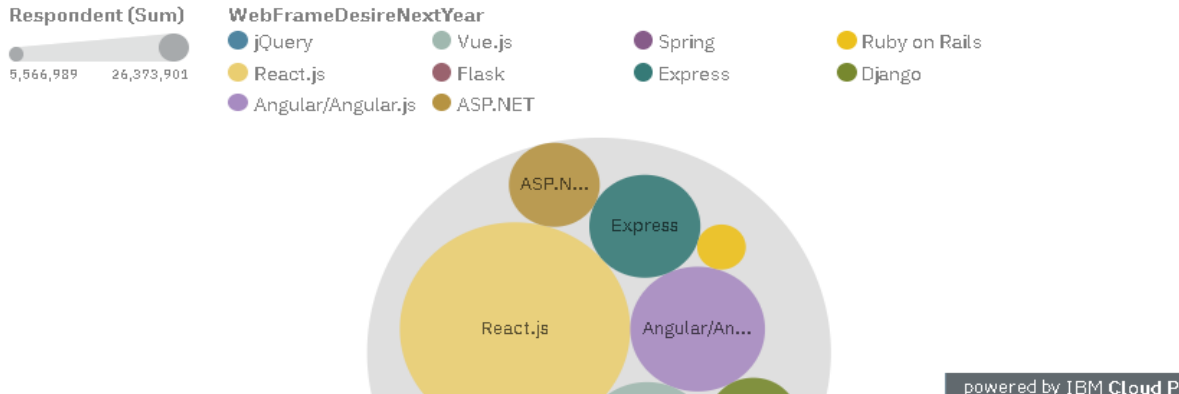 Respondent (Sum)
5,566,989 26,373,901
WebFrameDesireNextYear
jQuery Vue.js Spring Ruby on Rails
React.js Flask Express Django
Angular/Angular.js ASP.NET
ASP.N...
Express
React.js
Angular/An...
powered by IBM Cloud P